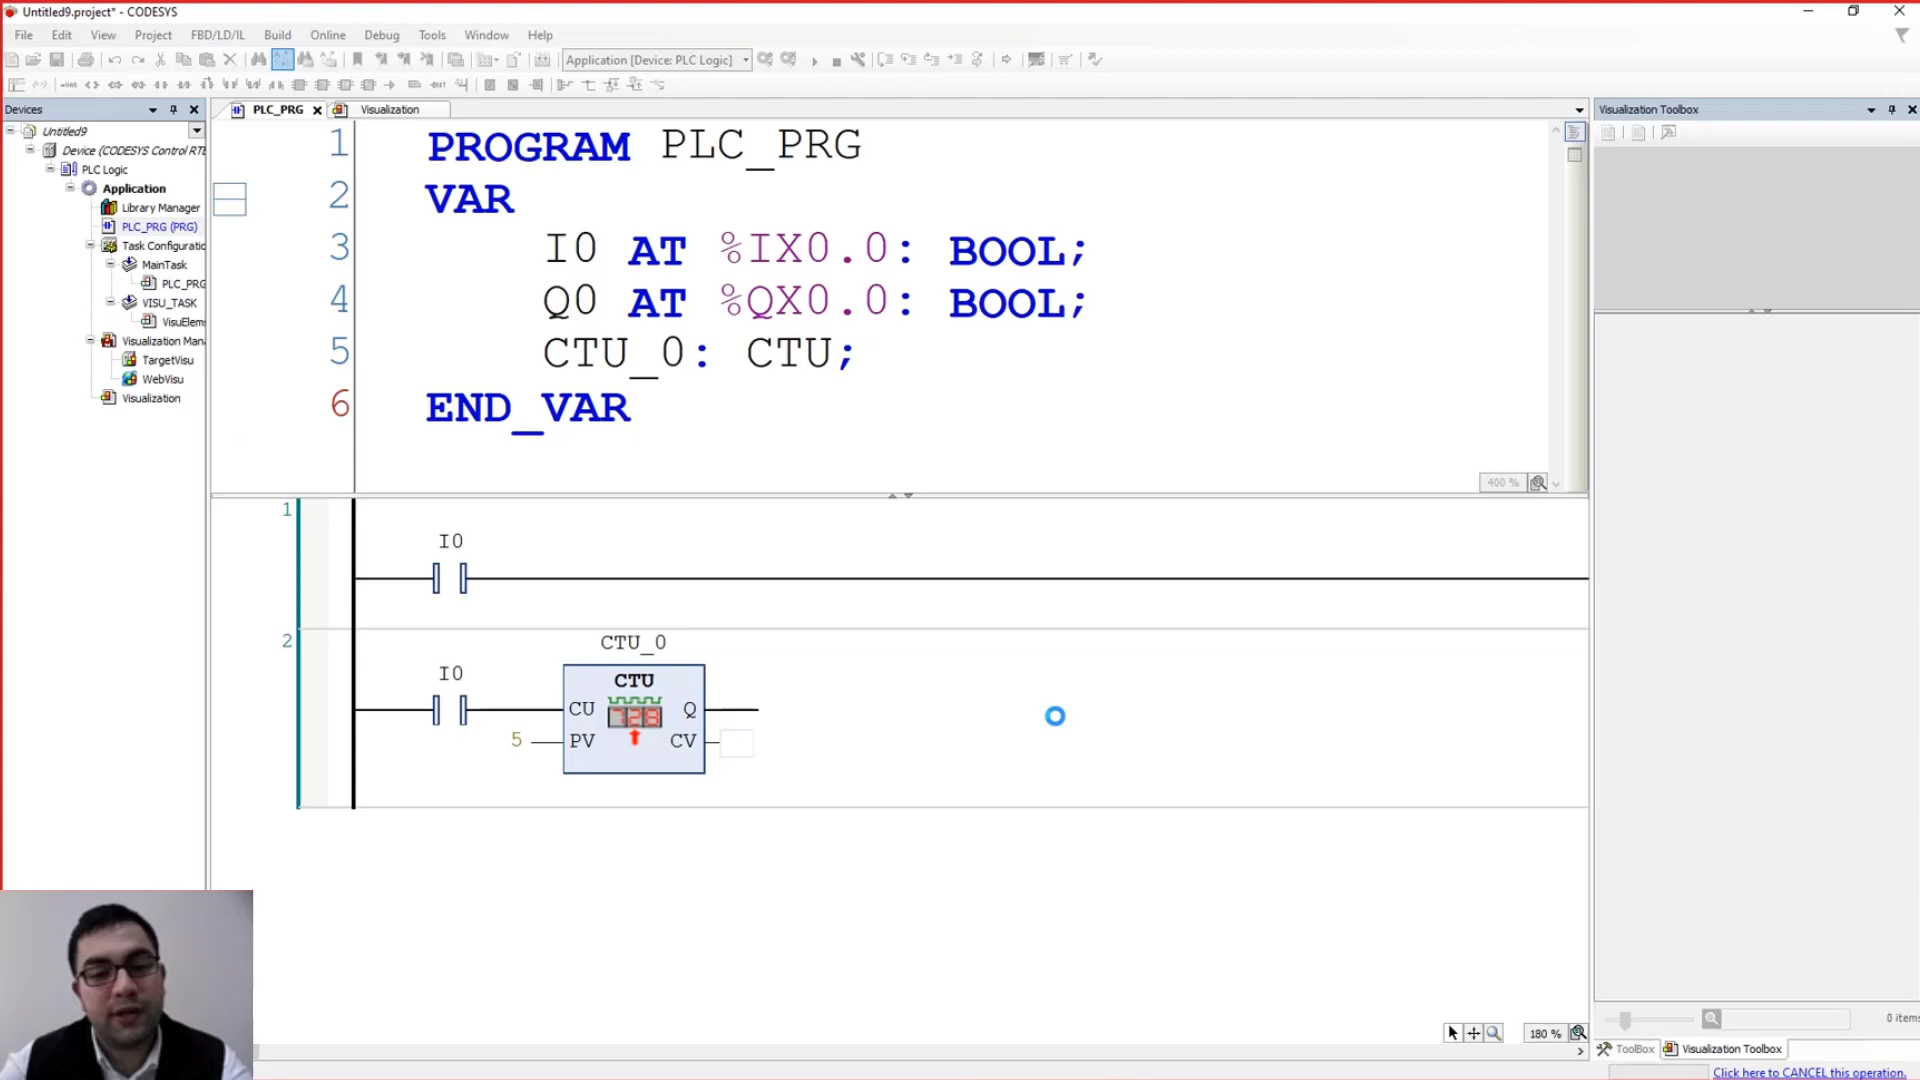 Untitled9.project* - CODESYS
File Edit View Project FBD/LD/IL Build Online Debug Tools Window Help
Application [Device: PLC Logic]
Devices
Untitled9
Device (CODESYS Control RTE
PLC Logic
Application
Library Manager
PLC_PRG (PRG)
Task Configuratio
MainTask
PLC_PRG
VISU_TASK
VisuElem
Visualization Man
TargetVisu
WebVisu
Visualization
PLC_PRG
Visualization
1 PROGRAM PLC_PRG
2 VAR
3 I0 AT %IX0.0: BOOL;
4 Q0 AT %QX0.0: BOOL;
5 CTU_0: CTU;
6 END_VAR
400 %
1
I0
2
CTU_0
I0
CTU
CU
728
Q
5
PV
CV
180 %
Visualization Toolbox
0 items
ToolBox
Visualization Toolbox
Click here to CANCEL this operation.